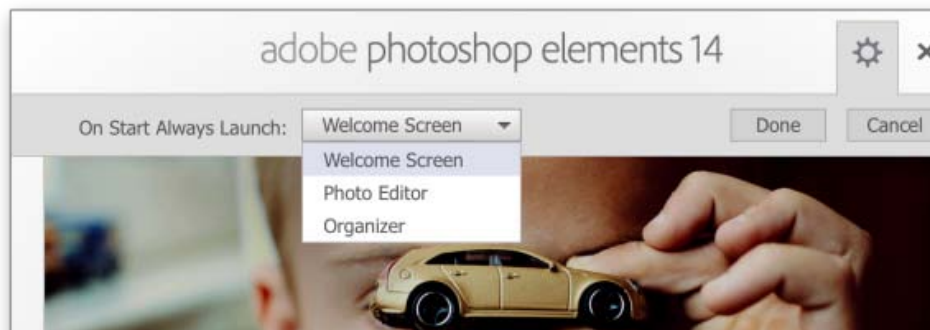 adobe photoshop elements 14
On Start Always Launch: Welcome Screen Done Cancel
Welcome Screen
Photo Editor
Organizer